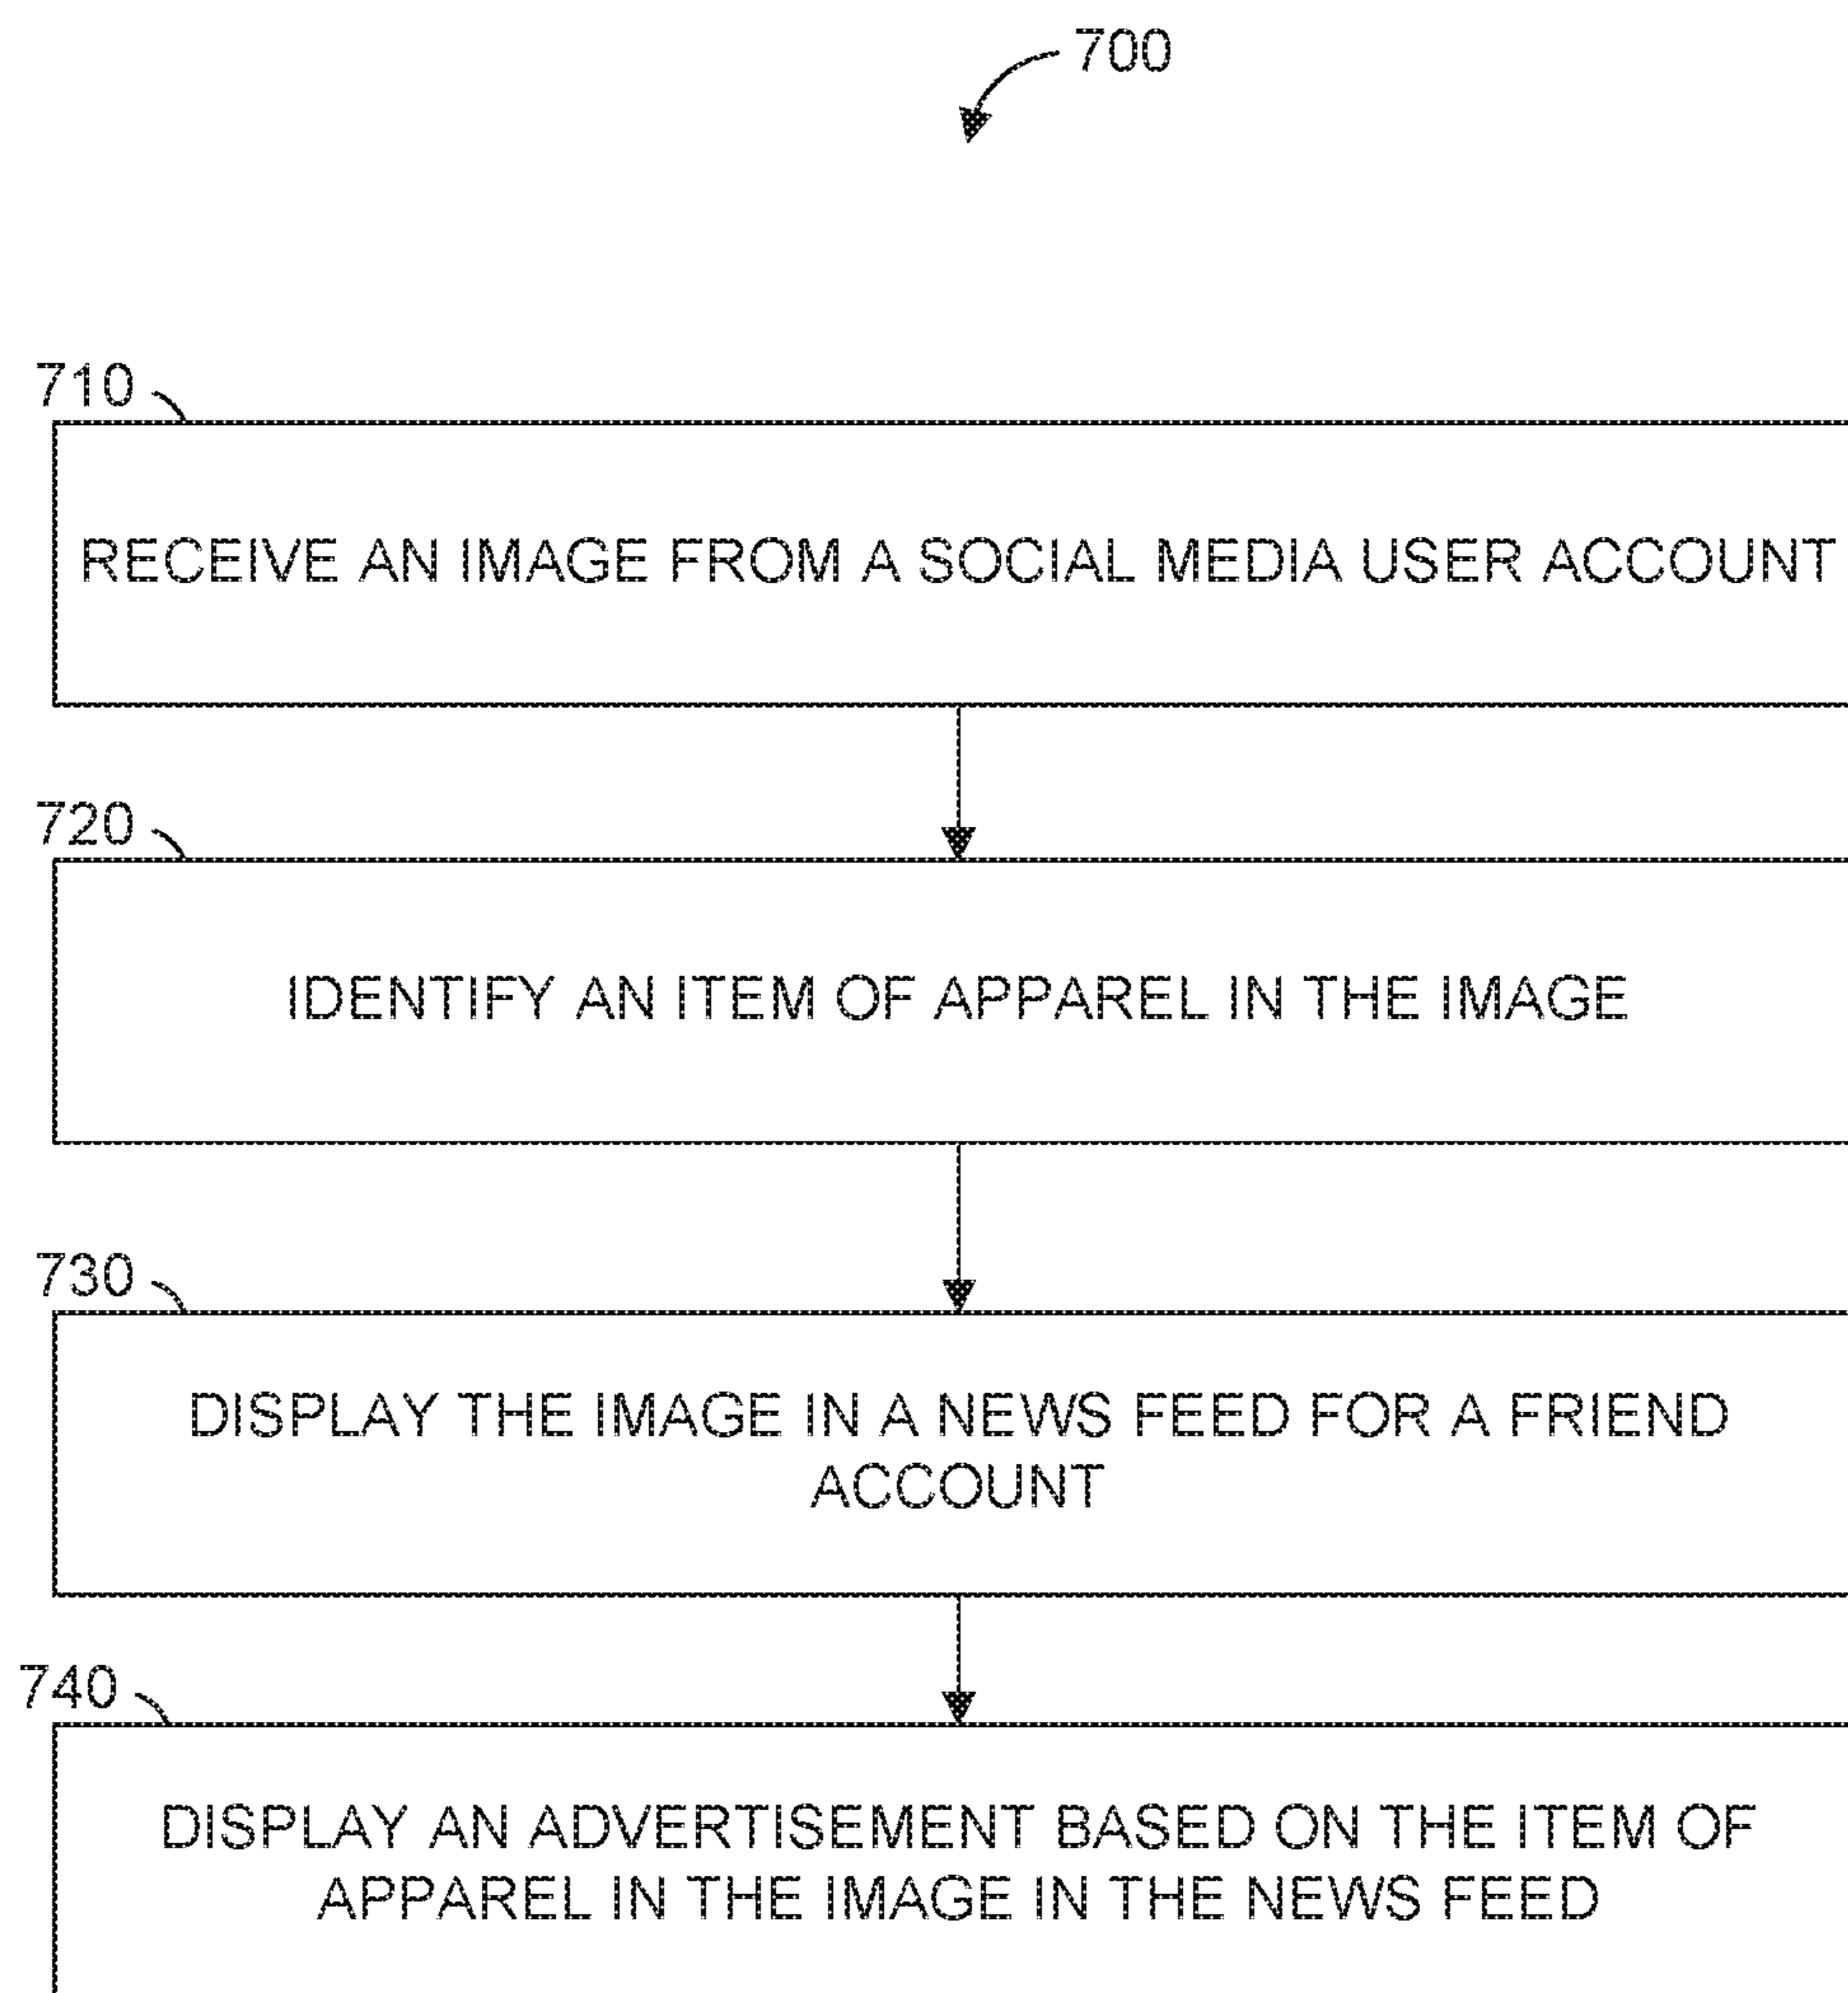 700
710
RECEIVE AN IMAGE FROM A SOCIAL MEDIA USER ACCOUNT
720
IDENTIFY AN ITEM OF APPAREL IN THE IMAGE
730
DISPLAY THE IMAGE IN A NEWS FEED FOR A FRIEND
ACCOUNT
740
DISPLAY AN ADVERTISEMENT BASED ON THE ITEM OF
APPAREL IN THE IMAGE IN THE NEWS FEED